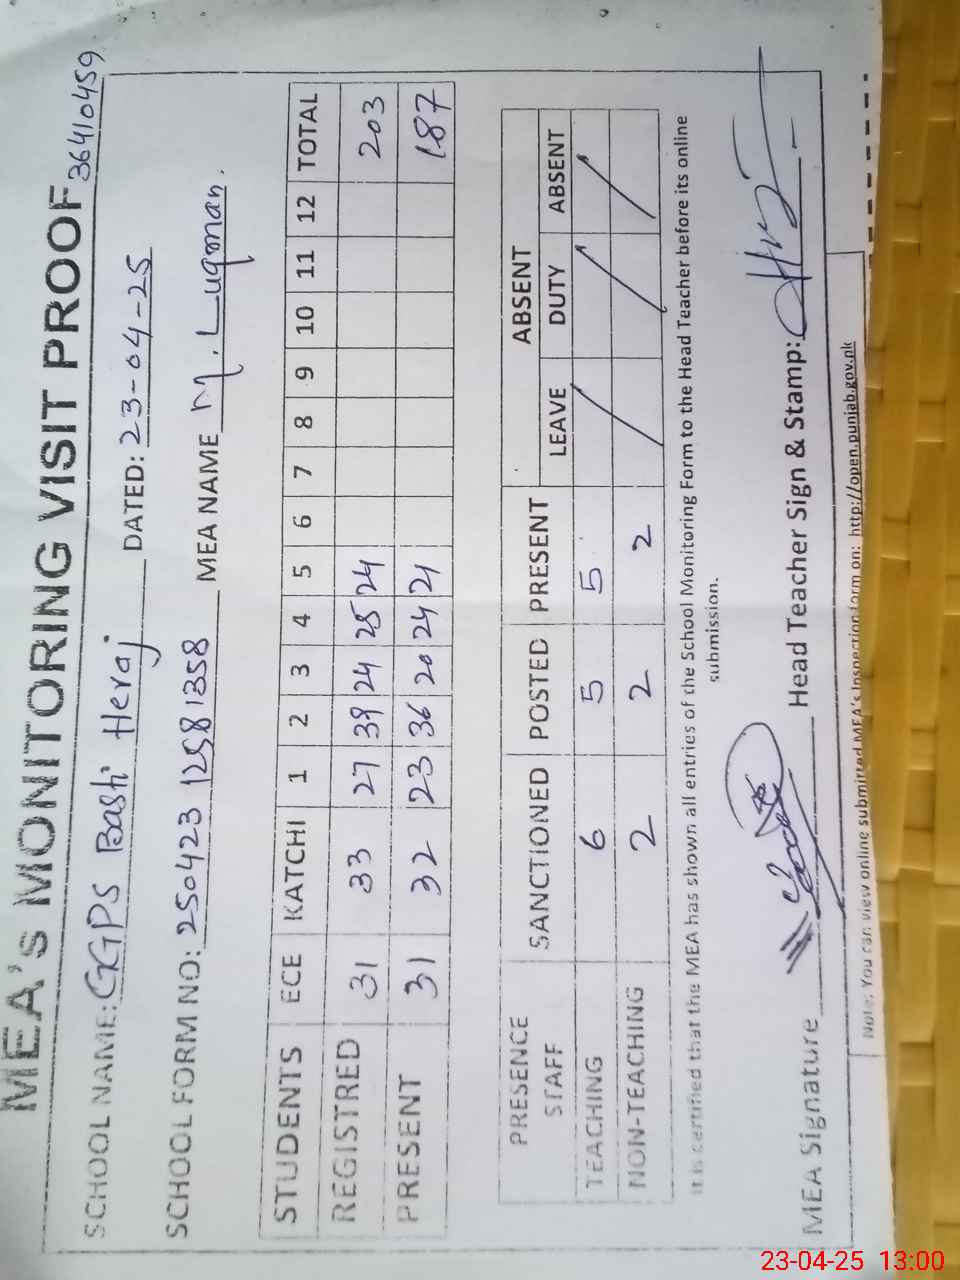 MEA's MONITORING VISIT PROOF
36410459
SCHOOL NAME: GGPS Basti Heraj DATED: 23-04-25
SCHOOL FORM NO: 250423 12581358 MEA NAME M. Luqman.
STUDENTS ECE KATCHI 1 2 3 4 5 6 7 8 9 10 11 12 TOTAL
REGISTRED 31 33 27 39 24 25 24 203
PRESENT 31 32 23 36 20 24 21 187
PRESENCE STAFF SANCTIONED POSTED PRESENT ABSENT
LEAVE DUTY ABSENT
TEACHING 6 5 5
NON-TEACHING 2 2 2
It is certified that the MEA has shown all entries of the School Monitoring Form to the Head Teacher before its online
submission.
MEA Signature Head Teacher Sign & Stamp:
Note: You can view online submitted MEA's Inspection form on: http://open.punjab.gov.pk
23-04-25 13:00